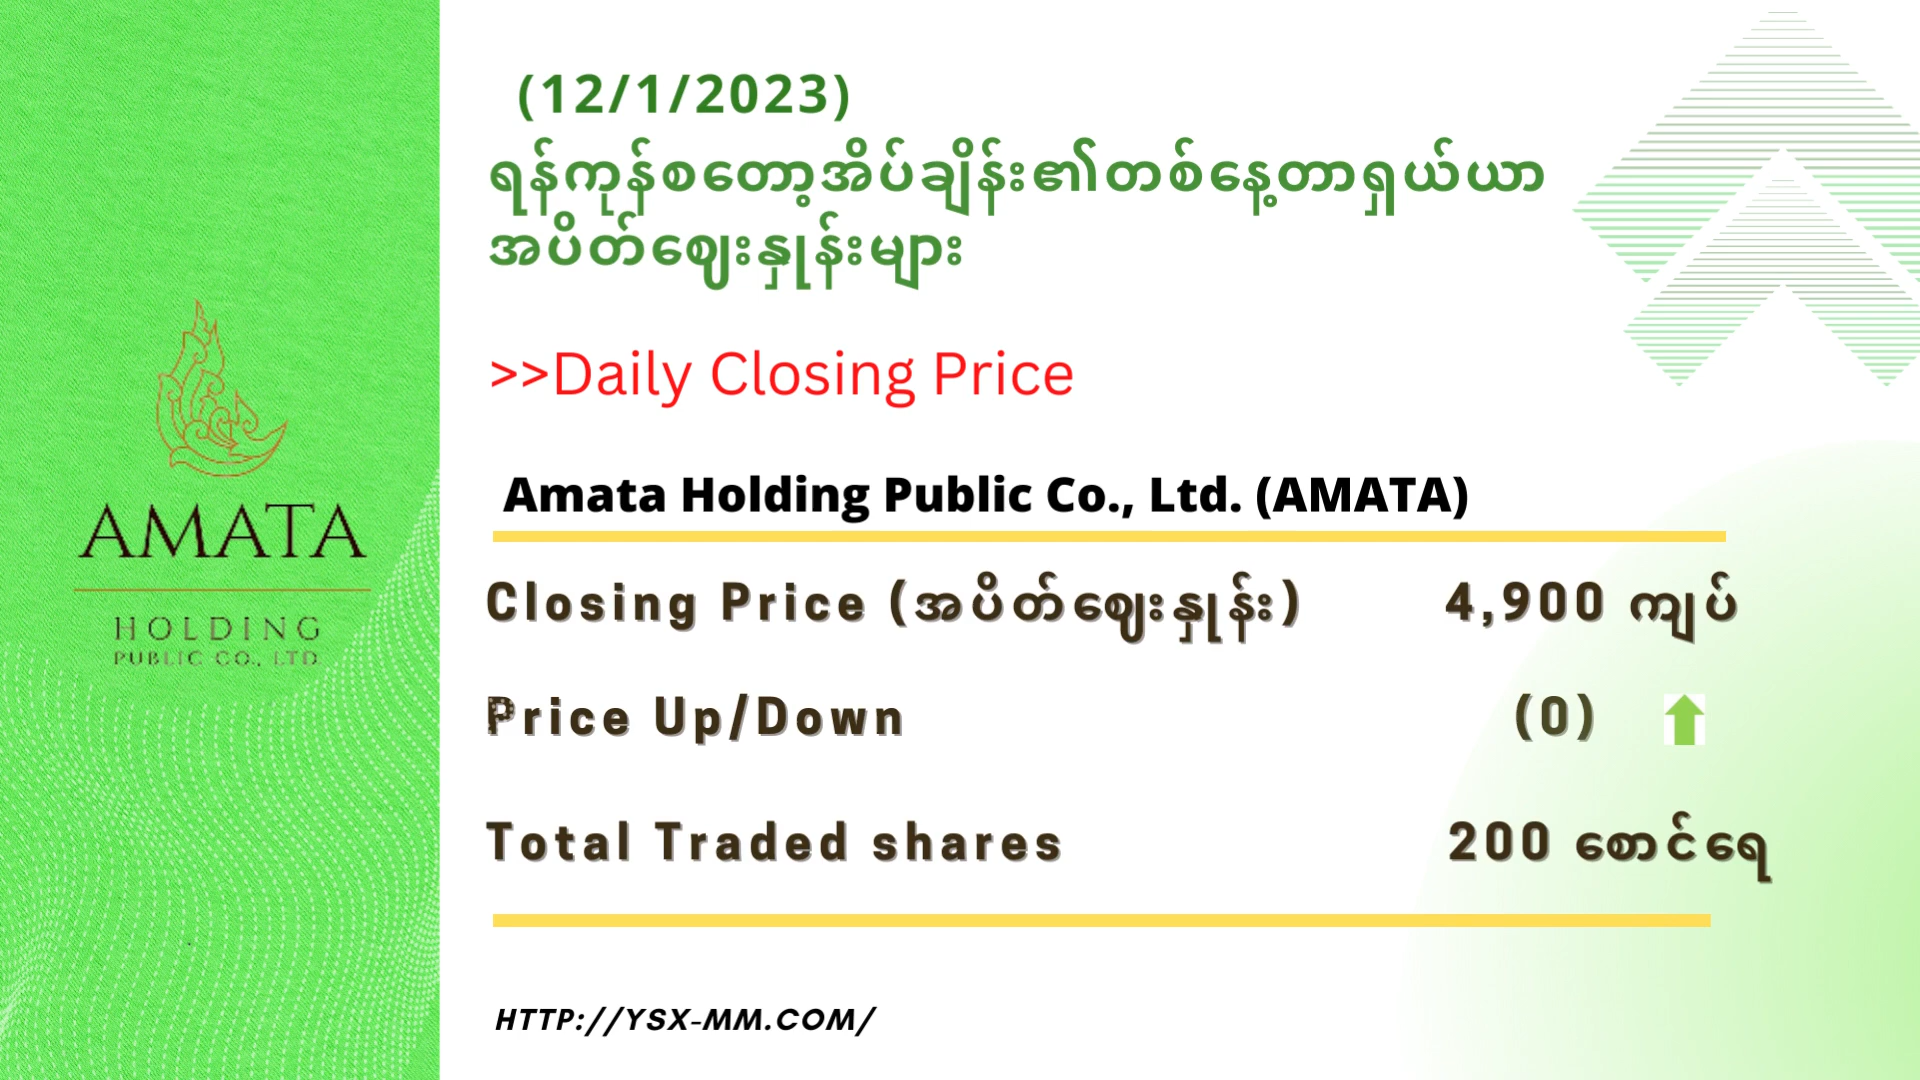 AMATA
HOLDING
PUBLIC CO., LTD.
(12/1/2023)
ရန်ကုန်စတော့အိပ်ချိန်း၏တစ်နေ့တာရှယ်ယာ
အပိတ်ဈေးနှုန်းများ
>>Daily Closing Price
Amata Holding Public Co., Ltd. (AMATA)
Closing Price (အပိတ်ဈေးနှုန်း) 4,900 ကျပ်
Price Up/Down (0)
Total Traded shares 200 စောင်ရေ
HTTP://YSX-MM.COM/